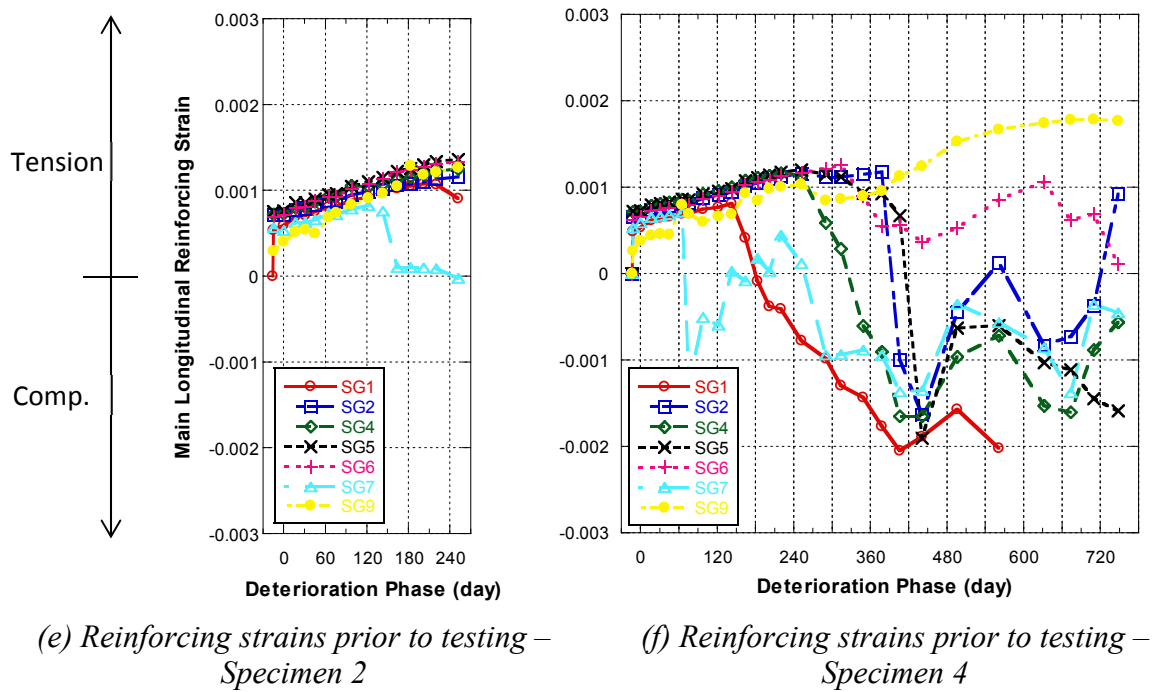 Tension
Comp.
Main Longitudinal Reinforcing Strain
0.003
0.002
0.001
0
-0.001
-0.002
-0.003
SG1
SG2
SG4
SG5
SG6
SG7
SG9
0 60 120 180 240
Deterioration Phase (day)
(e) Reinforcing strains prior to testing –
Specimen 2
0.003
0.002
0.001
0
-0.001
-0.002
-0.003
SG1
SG2
SG4
SG5
SG6
SG7
SG9
0 120 240 360 480 600 720
Deterioration Phase (day)
(f) Reinforcing strains prior to testing –
Specimen 4